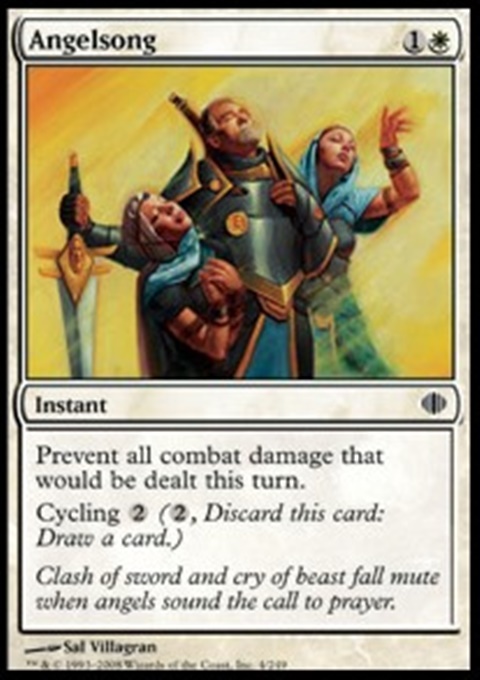 Angelsong 1
Instant
Prevent all combat damage that
would be dealt this turn.
Cycling 2 (2, Discard this card:
Draw a card.)
Clash of sword and cry of beast fall mute
when angels sound the call to prayer.
Sal Villagran
™ & © 1993–2008 Wizards of the Coast, Inc. 4/249